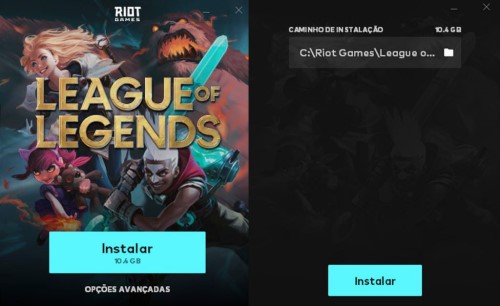 RIOT
GAMES
LEAGUE OF
LEGENDS
Instalar
10.4 GB
OPÇÕES AVANÇADAS
CAMINHO DE INSTALAÇÃO 10.4 GB
C:\Riot Games\League o...
Instalar